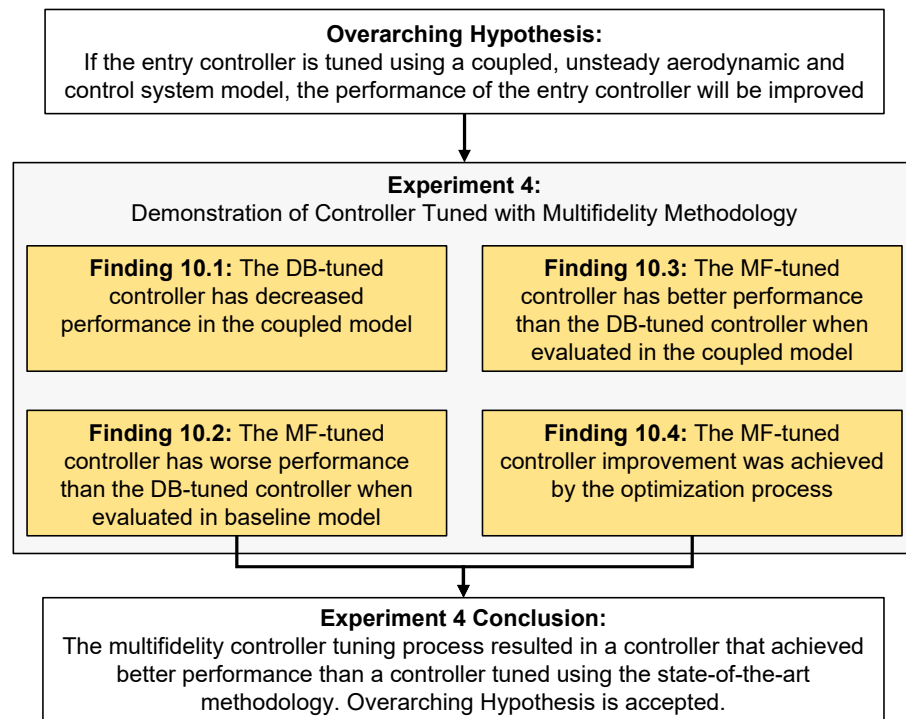 Overarching Hypothesis:
If the entry controller is tuned using a coupled, unsteady aerodynamic and
control system model, the performance of the entry controller will be improved
Experiment 4:
Demonstration of Controller Tuned with Multifidelity Methodology
Finding 10.1: The DB-tuned
controller has decreased
performance in the coupled model
Finding 10.3: The MF-tuned
controller has better performance
than the DB-tuned controller when
evaluated in the coupled model
Finding 10.2: The MF-tuned
controller has worse performance
than the DB-tuned controller when
evaluated in baseline model
Finding 10.4: The MF-tuned
controller improvement was achieved
by the optimization process
Experiment 4 Conclusion:
The multifidelity controller tuning process resulted in a controller that achieved
better performance than a controller tuned using the state-of-the-art
methodology. Overarching Hypothesis is accepted.